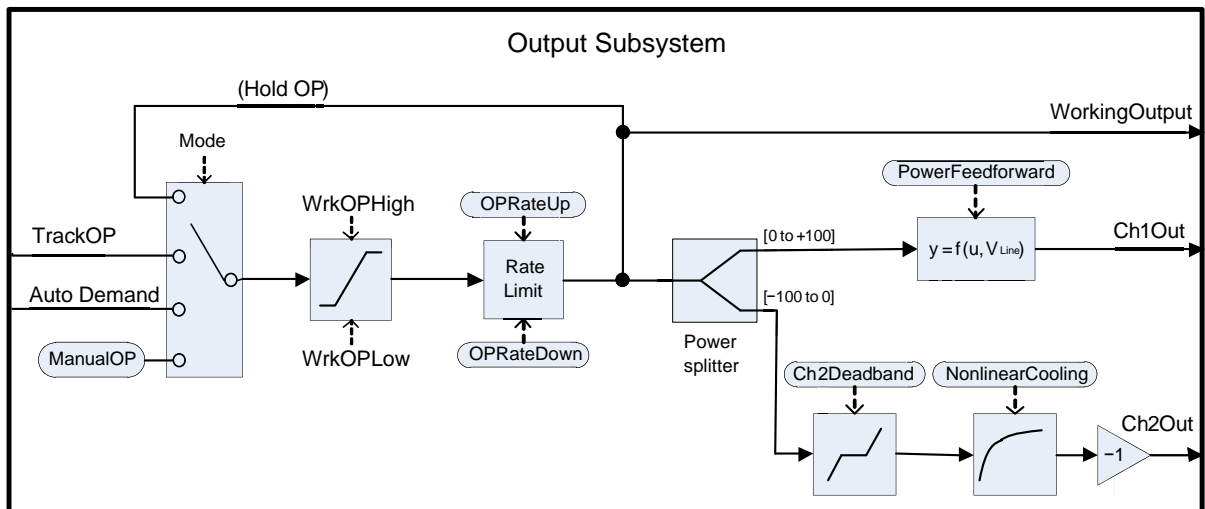 Output Subsystem
(Hold OP)
WorkingOutput
Mode
PowerFeedforward
WrkOPHigh
OPRateUp
TrackOP
[0 to +100]
Ch1Out
y = f(u, VLine)
Rate
Limit
Auto Demand
[−100 to 0]
ManualOP
WrkOPLow
OPRateDown
Power
splitter
Ch2Deadband
NonlinearCooling
Ch2Out
−1